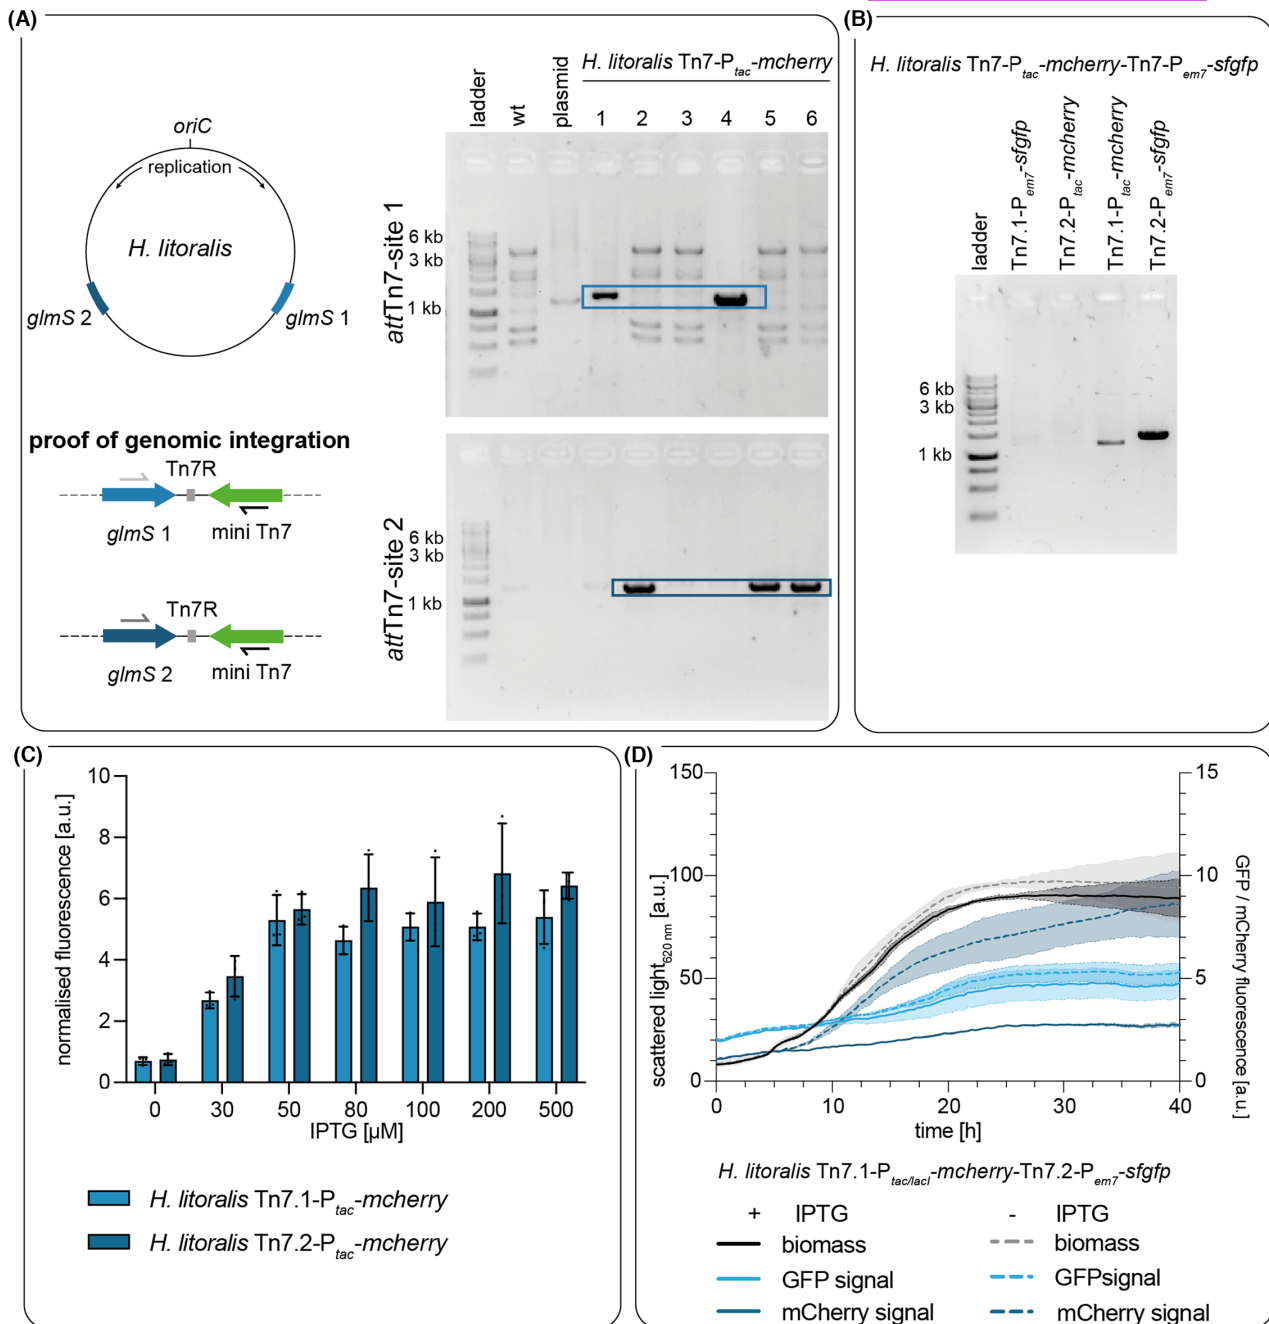 (A)
oriC
replication
H. litoralis
glmS 2
glmS 1
proof of genomic integration
Tn7R
glmS 1
mini Tn7
Tn7R
glmS 2
mini Tn7
H. litoralis Tn7-Ptac-mcherry
ladder
wt
plasmid
1 2 3 4 5 6
attTn7-site 1
6 kb
3 kb
1 kb
attTn7-site 2
6 kb
3 kb
1 kb
(B)
H. litoralis Tn7-Ptac-mcherry-Tn7-Pem7-sfgfp
ladder
Tn7.1-Pem7-sfgfp
Tn7.2-Ptac-mcherry
Tn7.1-Ptac-mcherry
Tn7.2-Pem7-sfgfp
6 kb
3 kb
1 kb
(C)
normalised fluorescence [a.u.]
10
8
6
4
2
0
0 30 50 80 100 200 500
IPTG [µM]
H. litoralis Tn7.1-Ptac-mcherry
H. litoralis Tn7.2-Ptac-mcherry
(D)
scattered light620 nm [a.u.]
150
100
50
0
15
10
5
0
GFP / mCherry fluorescence [a.u.]
0 10 20 30 40
time [h]
H. litoralis Tn7.1-Ptac/lacI-mcherry-Tn7.2-Pem7-sfgfp
+ IPTG
biomass
GFP signal
mCherry signal
- IPTG
biomass
GFPsignal
mCherry signal